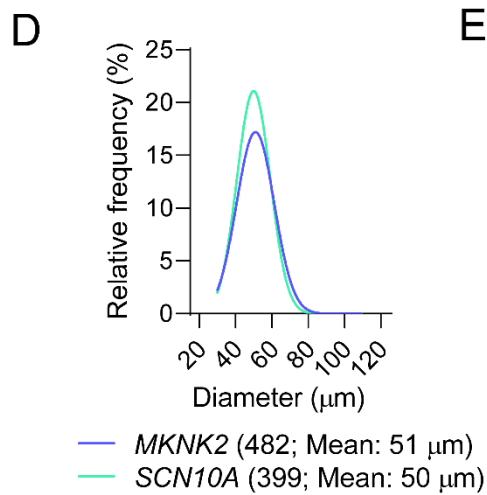 D
E
Relative frequency (%)
25
20
15
10
5
0
20 40 60 80 100 120
Diameter (μm)
MKNK2 (482; Mean: 51 μm)
SCN10A (399; Mean: 50 μm)